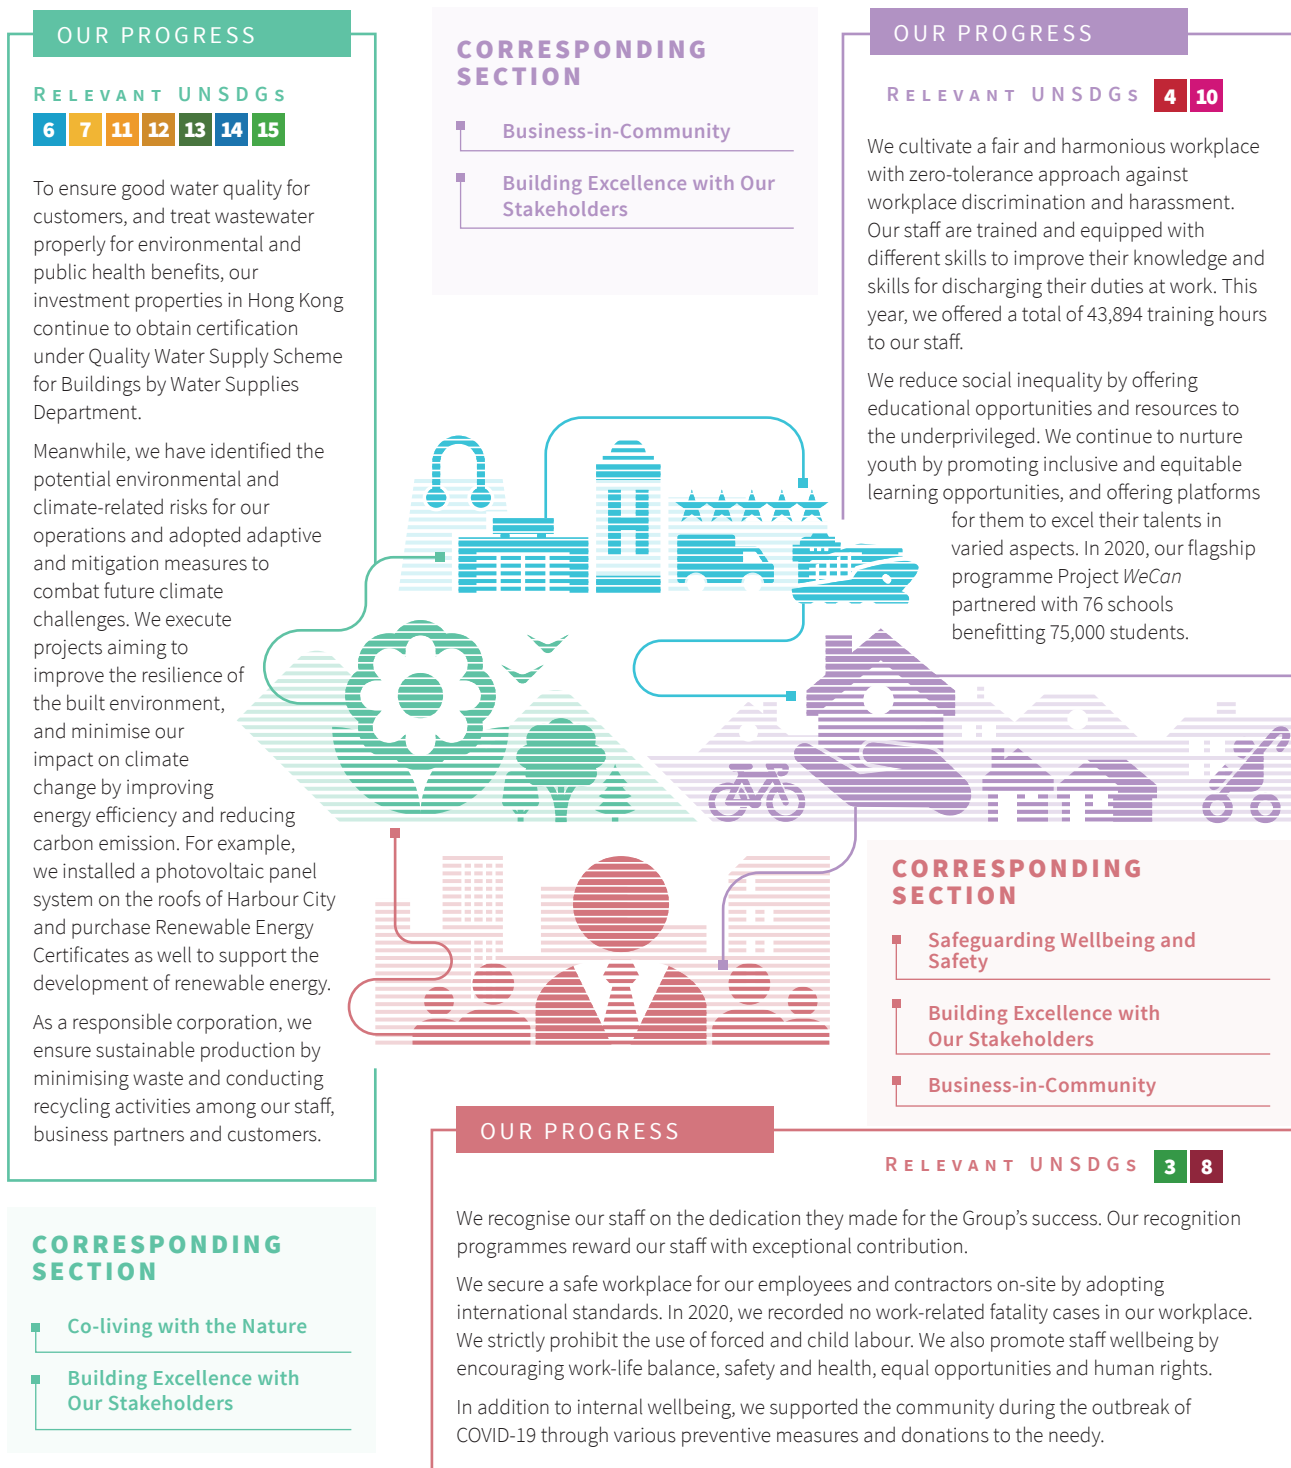 OUR PROGRESS
RELEVANT UNSDGS
6 7 11 12 13 14 15
To ensure good water quality for
customers, and treat wastewater
properly for environmental and
public health benefits, our
investment properties in Hong Kong
continue to obtain certification
under Quality Water Supply Scheme
for Buildings by Water Supplies
Department.
Meanwhile, we have identified the
potential environmental and
climate-related risks for our
operations and adopted adaptive
and mitigation measures to
combat future climate
challenges. We execute
projects aiming to
improve the resilience of
the built environment,
and minimise our
impact on climate
change by improving
energy efficiency and reducing
carbon emission. For example,
we installed a photovoltaic panel
system on the roofs of Harbour City
and purchase Renewable Energy
Certificates as well to support the
development of renewable energy.
As a responsible corporation, we
ensure sustainable production by
minimising waste and conducting
recycling activities among our staff,
business partners and customers.
CORRESPONDING
SECTION
Co-living with the Nature
Building Excellence with
Our Stakeholders
CORRESPONDING
SECTION
Business-in-Community
Building Excellence with Our
Stakeholders
OUR PROGRESS
RELEVANT UNSDGS 4 10
We cultivate a fair and harmonious workplace
with zero-tolerance approach against
workplace discrimination and harassment.
Our staff are trained and equipped with
different skills to improve their knowledge and
skills for discharging their duties at work. This
year, we offered a total of 43,894 training hours
to our staff.
We reduce social inequality by offering
educational opportunities and resources to
the underprivileged. We continue to nurture
youth by promoting inclusive and equitable
learning opportunities, and offering platforms
for them to excel their talents in
varied aspects. In 2020, our flagship
programme Project WeCan
partnered with 76 schools
benefitting 75,000 students.
CORRESPONDING
SECTION
Safeguarding Wellbeing and
Safety
Building Excellence with
Our Stakeholders
Business-in-Community
OUR PROGRESS
RELEVANT UNSDGS 3 8
We recognise our staff on the dedication they made for the Group's success. Our recognition
programmes reward our staff with exceptional contribution.
We secure a safe workplace for our employees and contractors on-site by adopting
international standards. In 2020, we recorded no work-related fatality cases in our workplace.
We strictly prohibit the use of forced and child labour. We also promote staff wellbeing by
encouraging work-life balance, safety and health, equal opportunities and human rights.
In addition to internal wellbeing, we supported the community during the outbreak of
COVID-19 through various preventive measures and donations to the needy.